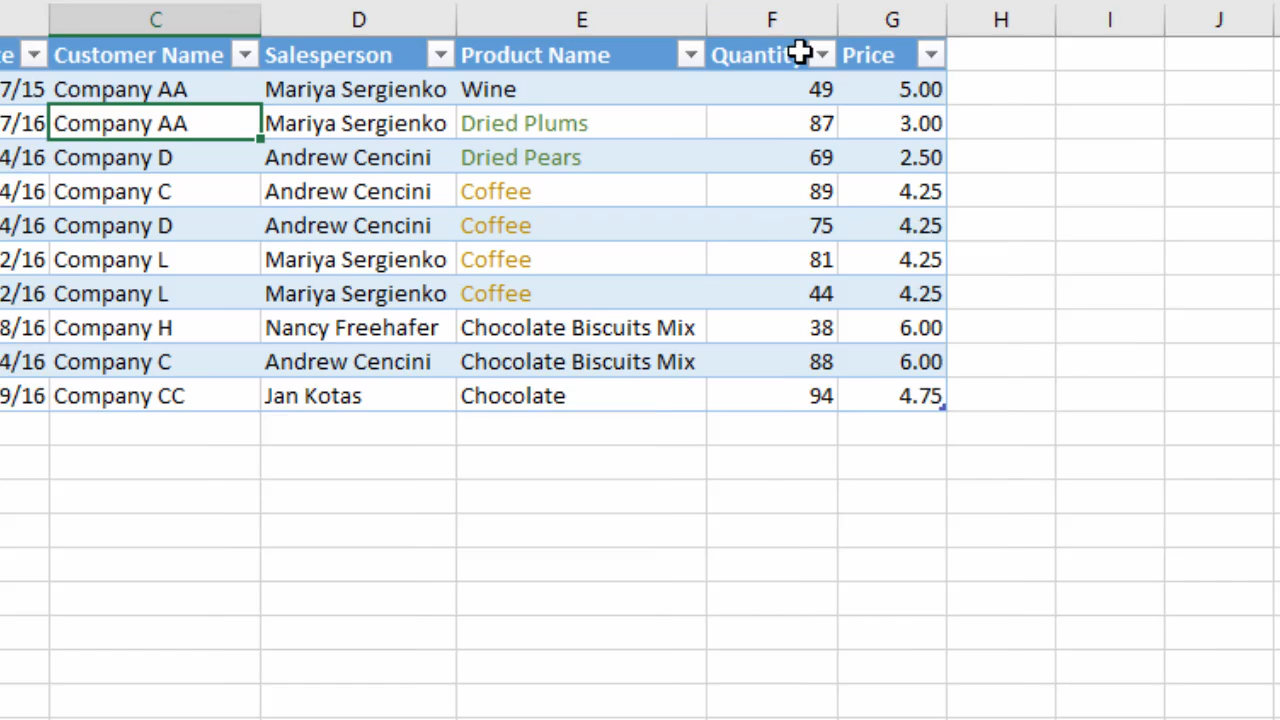 C D E F G H I J
e Customer Name Salesperson Product Name Quantity Price
7/15 Company AA Mariya Sergienko Wine 49 5.00
7/16 Company AA Mariya Sergienko Dried Plums 87 3.00
4/16 Company D Andrew Cencini Dried Pears 69 2.50
4/16 Company C Andrew Cencini Coffee 89 4.25
4/16 Company D Andrew Cencini Coffee 75 4.25
2/16 Company L Mariya Sergienko Coffee 81 4.25
2/16 Company L Mariya Sergienko Coffee 44 4.25
8/16 Company H Nancy Freehafer Chocolate Biscuits Mix 38 6.00
4/16 Company C Andrew Cencini Chocolate Biscuits Mix 88 6.00
9/16 Company CC Jan Kotas Chocolate 94 4.75